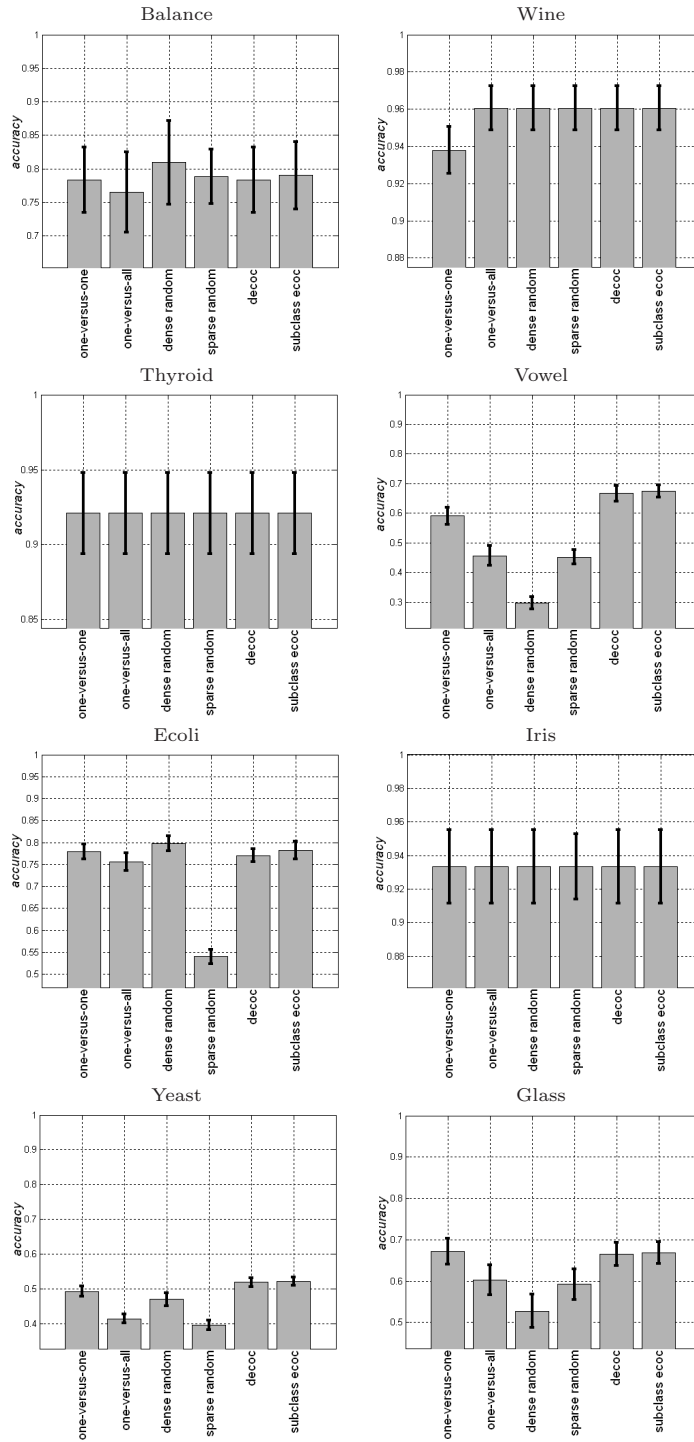 Balance
1
0.95
0.9
0.85
0.8
0.75
0.7
accuracy
one-versus-one
one-versus-all
dense random
sparse random
decoc
subclass ecoc
Wine
1
0.98
0.96
0.94
0.92
0.9
0.88
accuracy
one-versus-one
one-versus-all
dense random
sparse random
decoc
subclass ecoc
Thyroid
1
0.95
0.9
0.85
accuracy
one-versus-one
one-versus-all
dense random
sparse random
decoc
subclass ecoc
Vowel
1
0.9
0.8
0.7
0.6
0.5
0.4
0.3
accuracy
one-versus-one
one-versus-all
dense random
sparse random
decoc
subclass ecoc
Ecoli
1
0.95
0.9
0.85
0.8
0.75
0.7
0.65
0.6
0.55
0.5
accuracy
one-versus-one
one-versus-all
dense random
sparse random
decoc
subclass ecoc
Iris
1
0.98
0.96
0.94
0.92
0.9
0.88
accuracy
one-versus-one
one-versus-all
dense random
sparse random
decoc
subclass ecoc
Yeast
1
0.9
0.8
0.7
0.6
0.5
0.4
accuracy
one-versus-one
one-versus-all
dense random
sparse random
decoc
subclass ecoc
Glass
1
0.9
0.8
0.7
0.6
0.5
accuracy
one-versus-one
one-versus-all
dense random
sparse random
decoc
subclass ecoc